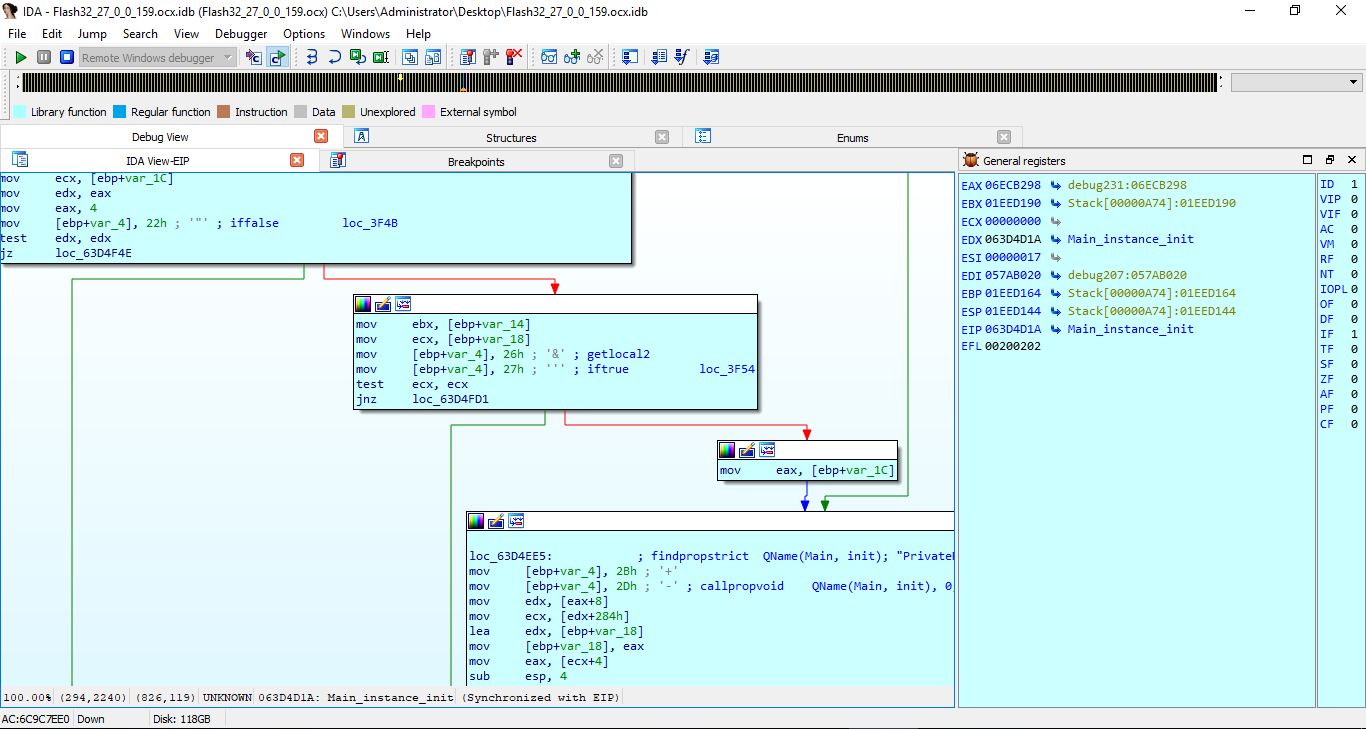 IDA - Flash32_27_0_0_159.ocx.idb (Flash32_27_0_0_159.ocx) C:\Users\Administrator\Desktop\Flash32_27_0_0_159.ocx.idb
File Edit Jump Search View Debugger Options Windows Help
Remote Windows debugger
Library function Regular function Instruction Data Unexplored External symbol
Debug View Structures Enums
IDA View-EIP Breakpoints General registers
mov ecx, [ebp+var_1C]
mov edx, eax
mov eax, 4
mov [ebp+var_4], 22h ; '"' ; iffalse loc_3F4B
test edx, edx
jz loc_63D4F4E
mov ebx, [ebp+var_14]
mov ecx, [ebp+var_18]
mov [ebp+var_4], 26h ; '&' ; getlocal2
mov [ebp+var_4], 27h ; ''' ; iftrue loc_3F54
test ecx, ecx
jnz loc_63D4FD1
mov eax, [ebp+var_1C]
loc_63D4EE5: ; findpropstrict QName(Main, init); "Private
mov [ebp+var_4], 2Bh ; '+'
mov [ebp+var_4], 2Dh ; '-' ; callpropvoid QName(Main, init), 0
mov edx, [eax+8]
mov ecx, [edx+284h]
lea edx, [ebp+var_18]
mov [ebp+var_18], eax
mov eax, [ecx+4]
sub esp, 4
100.00% (294,2240) (826,119) UNKNOWN 063D4D1A: Main_instance_init (Synchronized with EIP)
EAX 06ECB298 debug231:06ECB298
EBX 01EED190 Stack[00000A74]:01EED190
ECX 00000000
EDX 063D4D1A Main_instance_init
ESI 00000017
EDI 057AB020 debug207:057AB020
EBP 01EED164 Stack[00000A74]:01EED164
ESP 01EED144 Stack[00000A74]:01EED144
EIP 063D4D1A Main_instance_init
EFL 00200202
ID 1
VIP 0
VIF 0
AC 0
VM 0
RF 0
NT 0
IOPL 0
OF 0
DF 0
IF 1
TF 0
SF 0
ZF 0
AF 0
PF 0
CF 0
AC:6C9C7EE0 Down Disk: 118GB